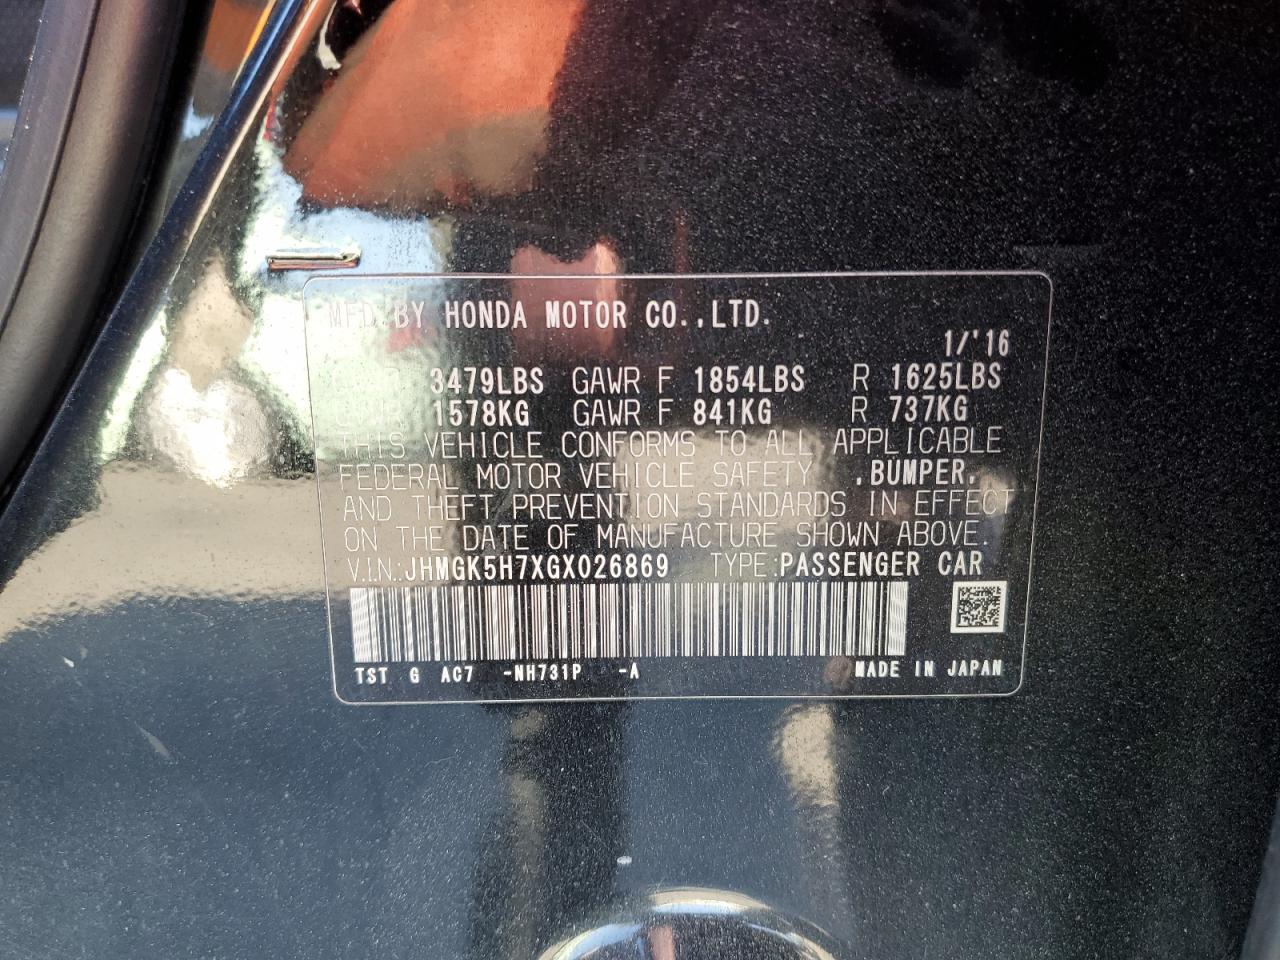 MFD.BY HONDA MOTOR CO.,LTD.
1/'16
GVWR 3479LBS GAWR F 1854LBS R 1625LBS
GVWR 1578KG GAWR F 841KG R 737KG
THIS VEHICLE CONFORMS TO ALL APPLICABLE
FEDERAL MOTOR VEHICLE SAFETY ,BUMPER,
AND THEFT PREVENTION STANDARDS IN EFFECT
ON THE DATE OF MANUFACTURE SHOWN ABOVE.
V.I.N.:JHMGK5H7XGX026869 TYPE:PASSENGER CAR
TST G AC7 -NH731P -A MADE IN JAPAN